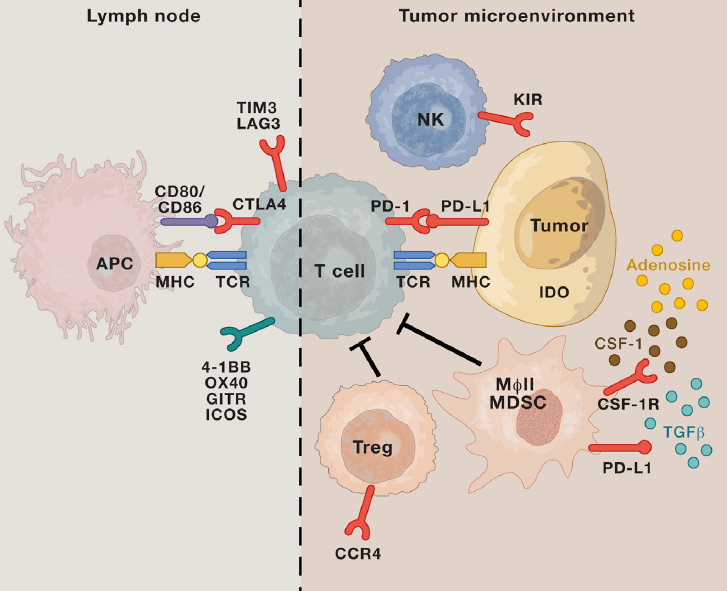 Lymph node
Tumor microenvironment
TIM3
LAG3
KIR
NK
CD80/
CD86
CTLA4
PD-1
PD-L1
Tumor
APC
T cell
MHC
TCR
TCR
MHC
IDO
Adenosine
CSF-1
4-1BB
OX40
GITR
ICOS
MϕII
MDSC
CSF-1R
TGFβ
Treg
PD-L1
CCR4